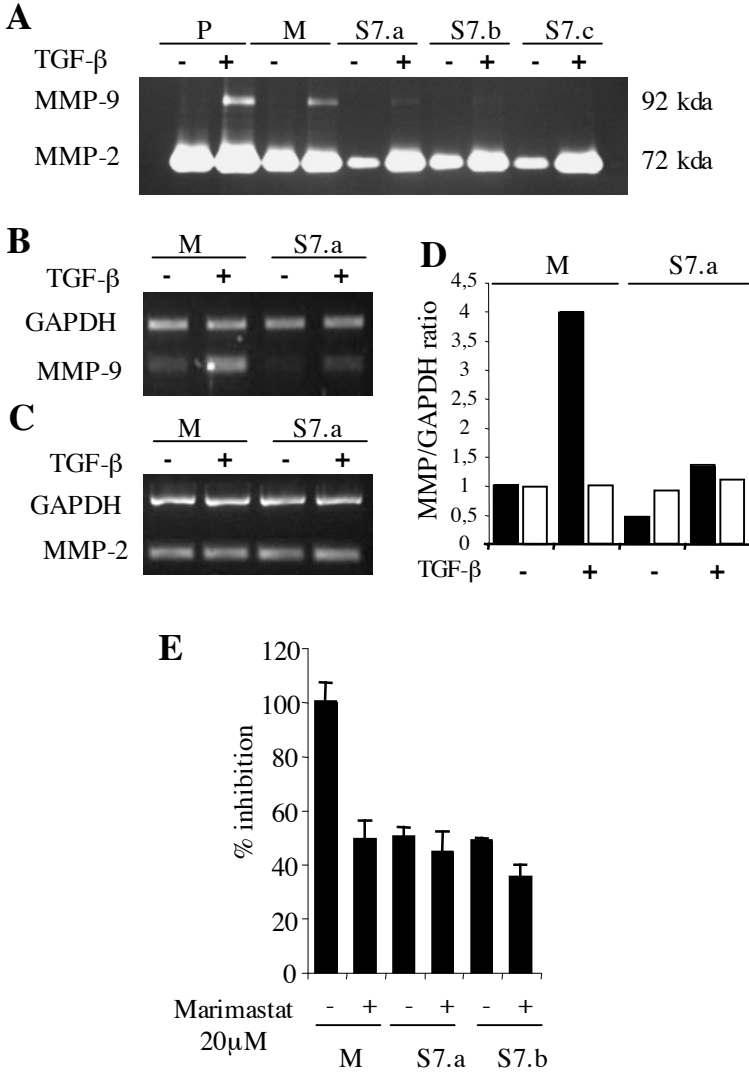 A
P M S7.a S7.b S7.c
TGF-β - + - + - + - + - +
MMP-9 92 kda
MMP-2 72 kda
B
M S7.a
TGF-β - + - +
GAPDH
MMP-9
C
M S7.a
TGF-β - + - +
GAPDH
MMP-2
D
M S7.a
MMP/GAPDH ratio
4,5
4
3,5
3
2,5
2
1,5
1
0,5
0
TGF-β - + - +
E
% inhibition
120
100
80
60
40
20
0
Marimastat - + - + - +
20µM
M S7.a S7.b